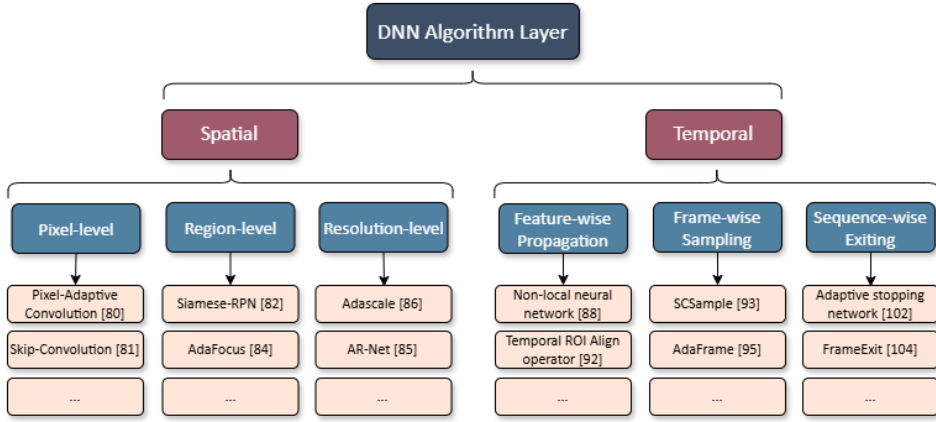 DNN Algorithm Layer
Spatial
Temporal
Pixel-level
Region-level
Resolution-level
Feature-wise
Propagation
Frame-wise
Sampling
Sequence-wise
Exiting
Pixel-Adaptive
Convolution [80]
Siamese-RPN [82]
Adascale [86]
Non-local neural
network [88]
SCSample [93]
Adaptive stopping
network [102]
Skip-Convolution [81]
AdaFocus [84]
AR-Net [85]
Temporal ROI Align
operator [92]
AdaFrame [95]
FrameExit [104]
...
...
...
...
...
...